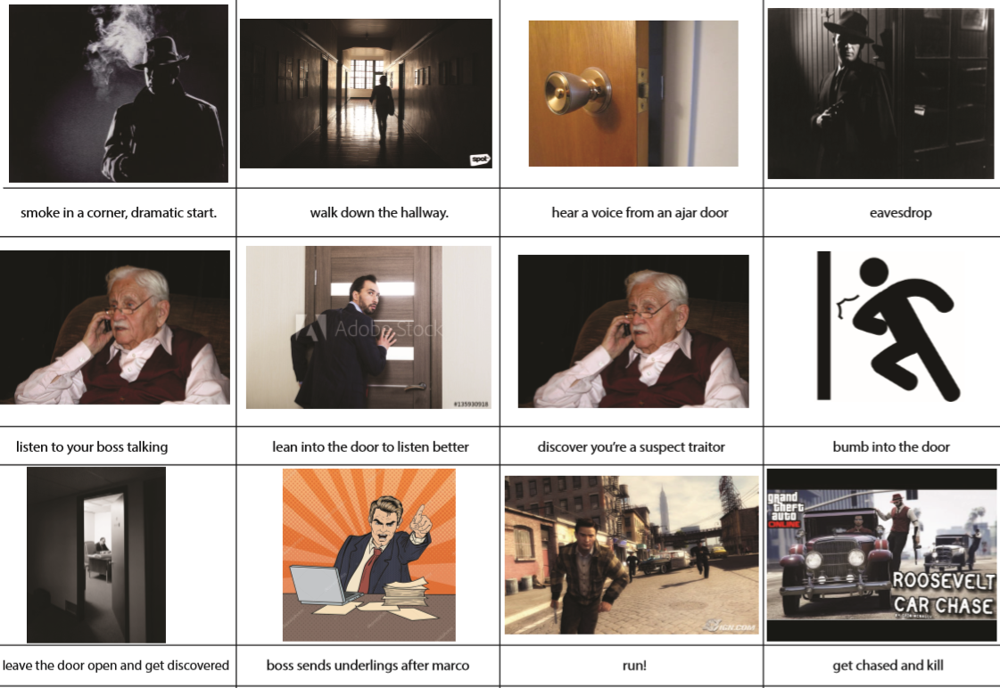 spot
smoke in a corner, dramatic start.
walk down the hallway.
hear a voice from an ajar door
eavesdrop
Adobe Stock
#135930918
listen to your boss talking
lean into the door to listen better
discover you're a suspect traitor
bumb into the door
IGN.COM
grand
theft
auto
ONLINE
ROOSEVELT
CAR CHASE
leave the door open and get discovered
boss sends underlings after marco
run!
get chased and kill